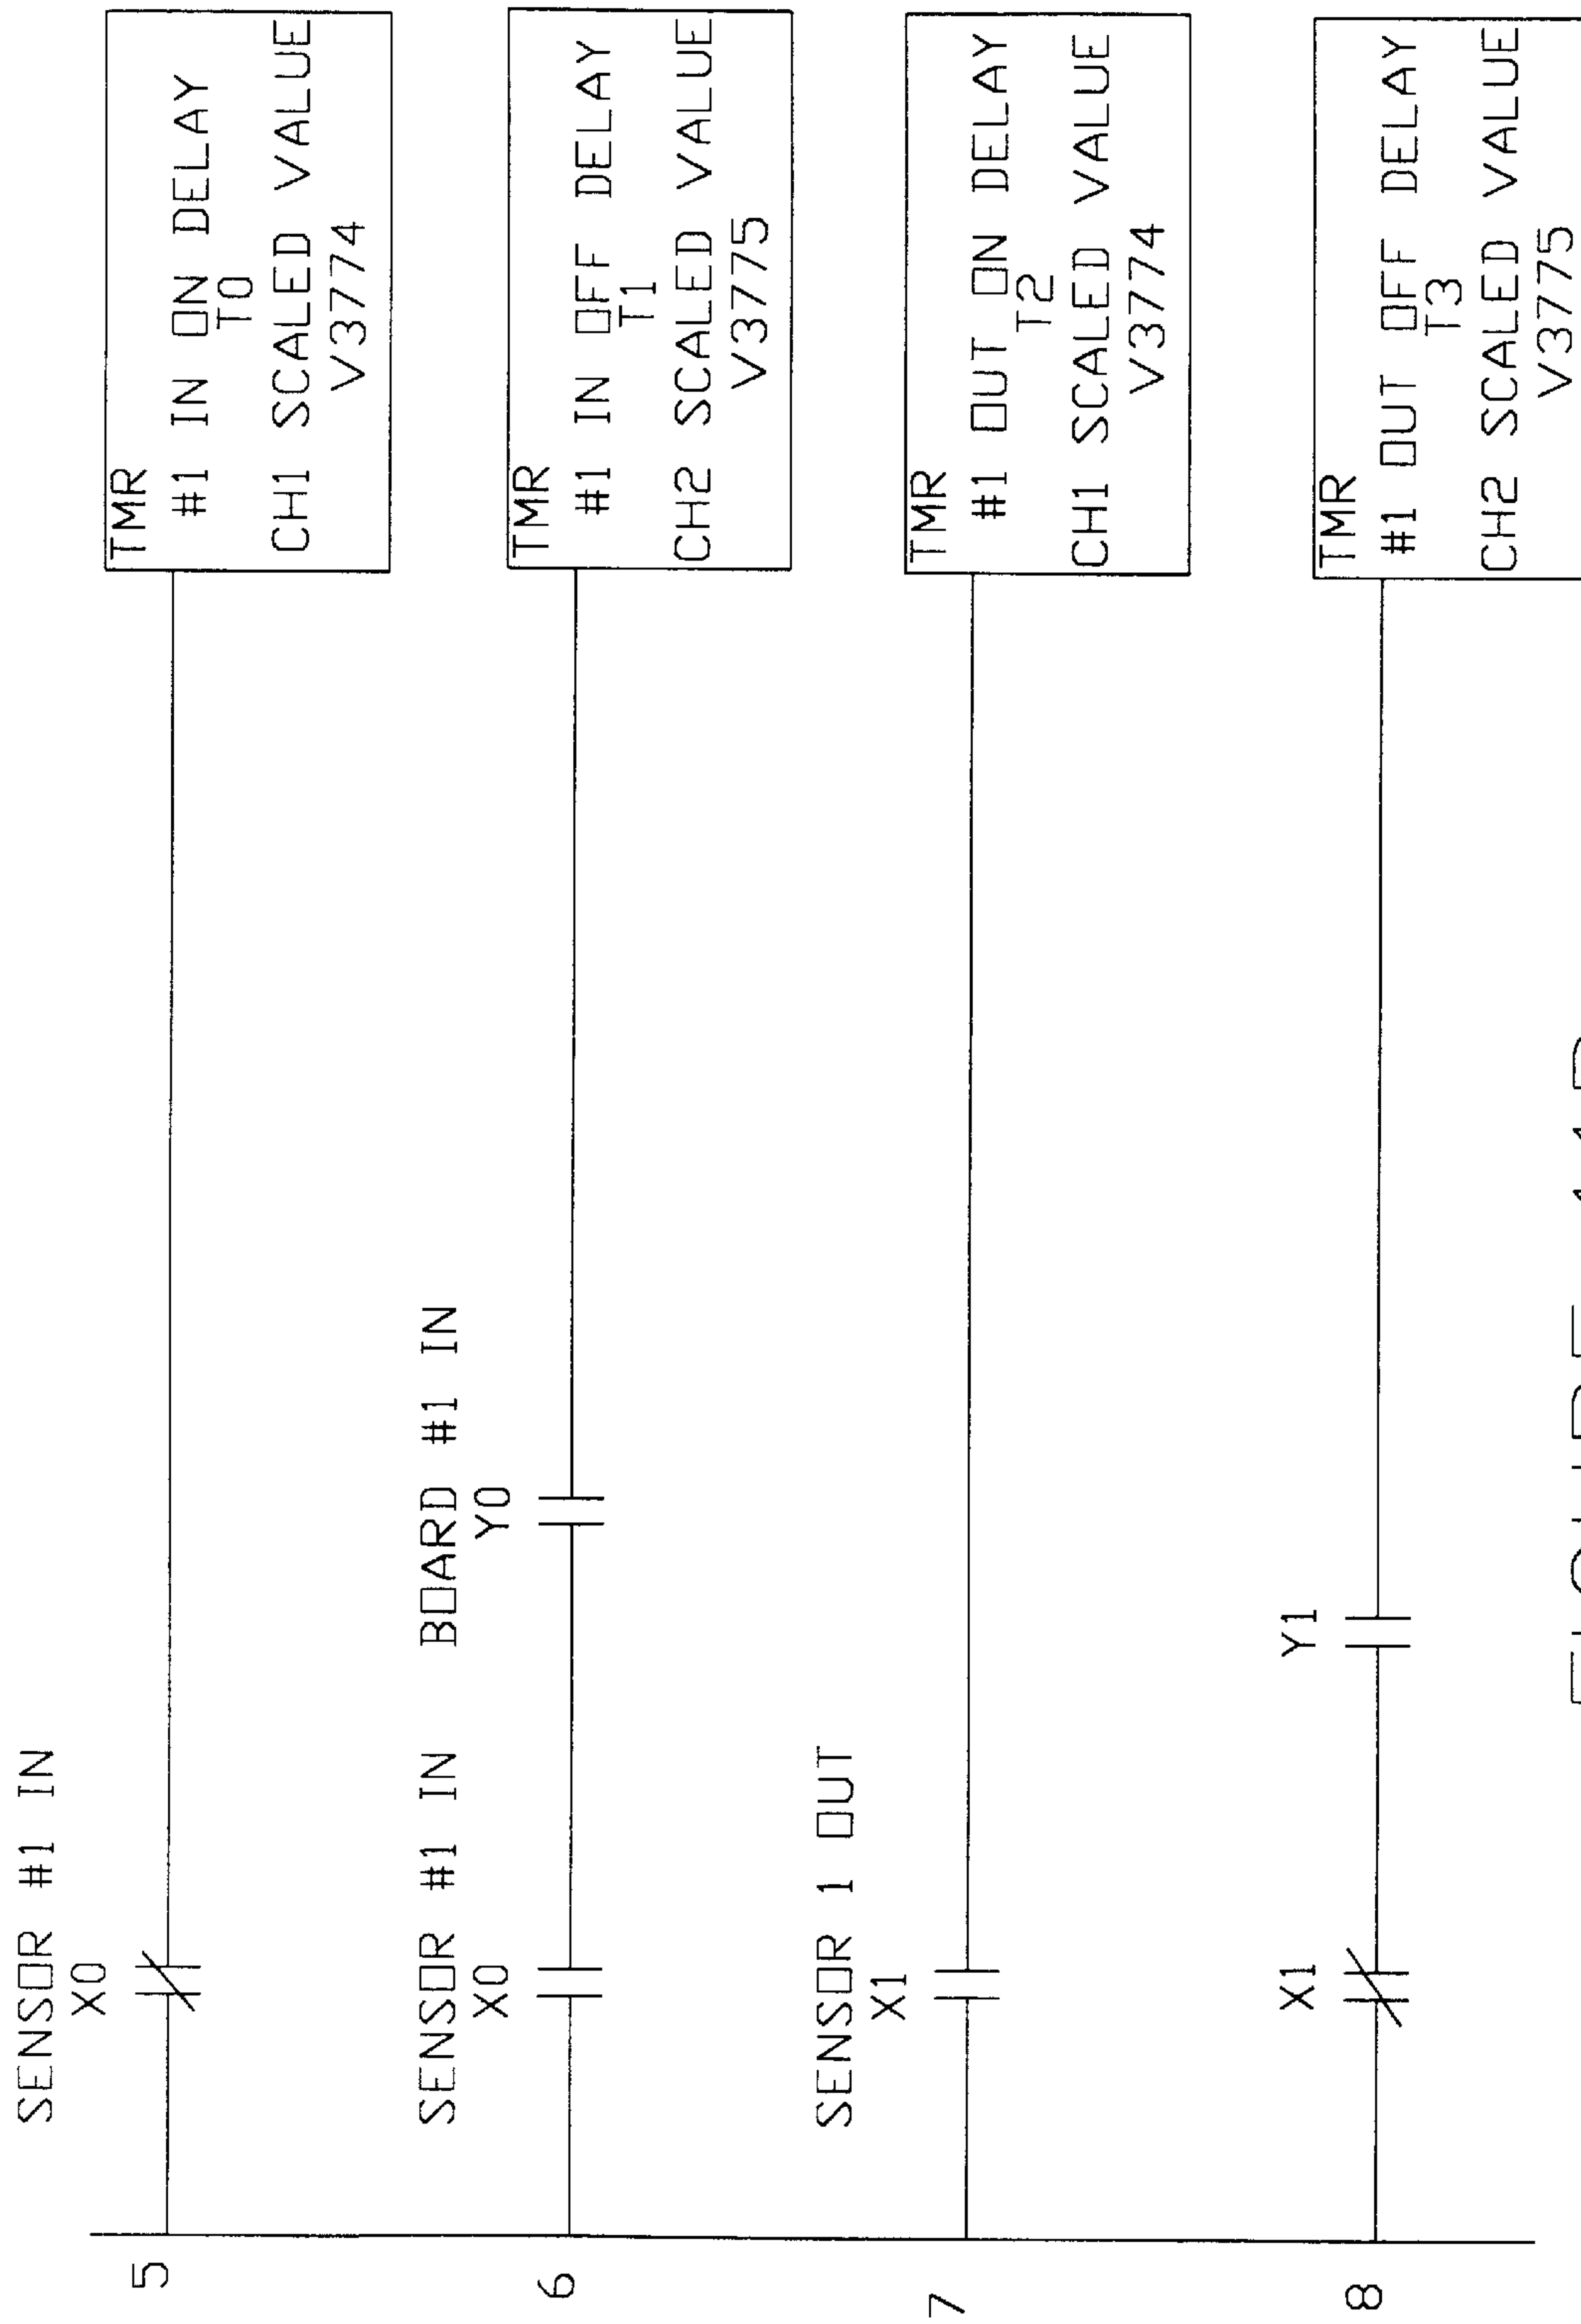 SENSOR #1 IN
X0
5
TMR
#1 IN ON DELAY
T0
CH1 SCALED VALUE
V3774
SENSOR #1 IN
BOARD #1 IN
X0
Y0
6
TMR
#1 IN OFF DELAY
T1
CH2 SCALED VALUE
V3775
SENSOR 1 OUT
X1
7
TMR
#1 OUT ON DELAY
T2
CH1 SCALED VALUE
V3774
X1
Y1
8
TMR
#1 OUT OFF DELAY
T3
CH2 SCALED VALUE
V3775